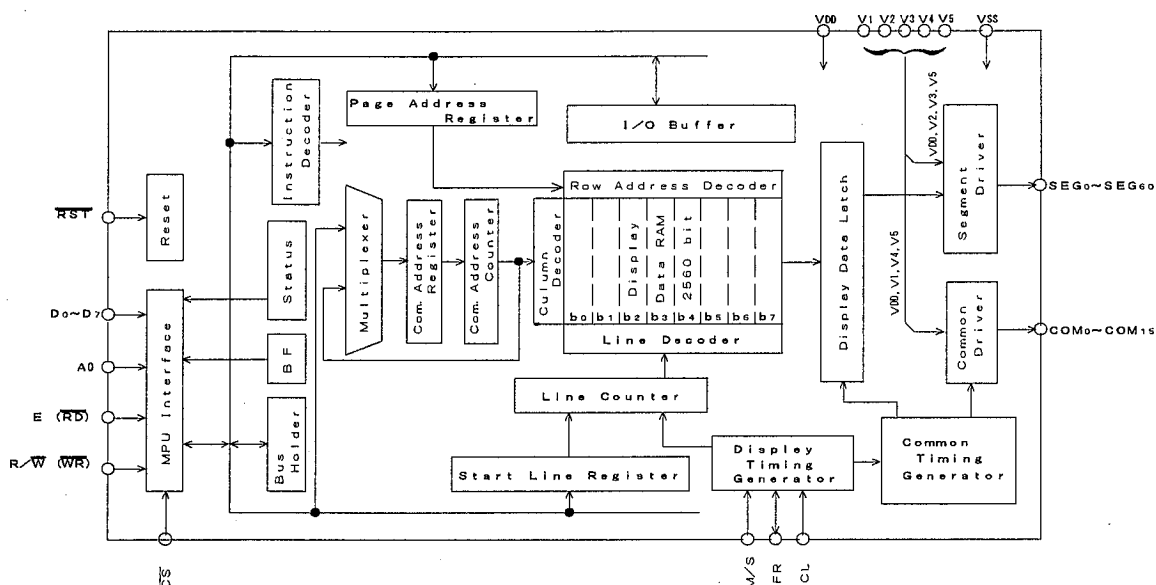 VDD V1 V2 V3 V4 V5 VSS
Page Address
Register
I/O Buffer
Instruction
Decoder
VDD, V2, V3, V5
Segment
Driver
SEG0~SEG60
R̅S̅T̅
Reset
Multiplexer
Com. Address
Register
Com. Address
Counter
Row Address Decoder
Culumn
Decoder
Display
Data RAM
2560 bit
b0 b1 b2 b3 b4 b5 b6 b7
Line Decoder
Display Data Latch
VDD, V1, V4, V5
Common
Driver
COM0~COM15
D0~D7
A0
E (R̅D̅)
R/W̅ (W̅R̅)
MPU Interface
Status
BF
Bus
Holder
Line Counter
Start Line Register
Display
Timing
Generator
Common
Timing
Generator
C̅S̅
M/S
FR
CL